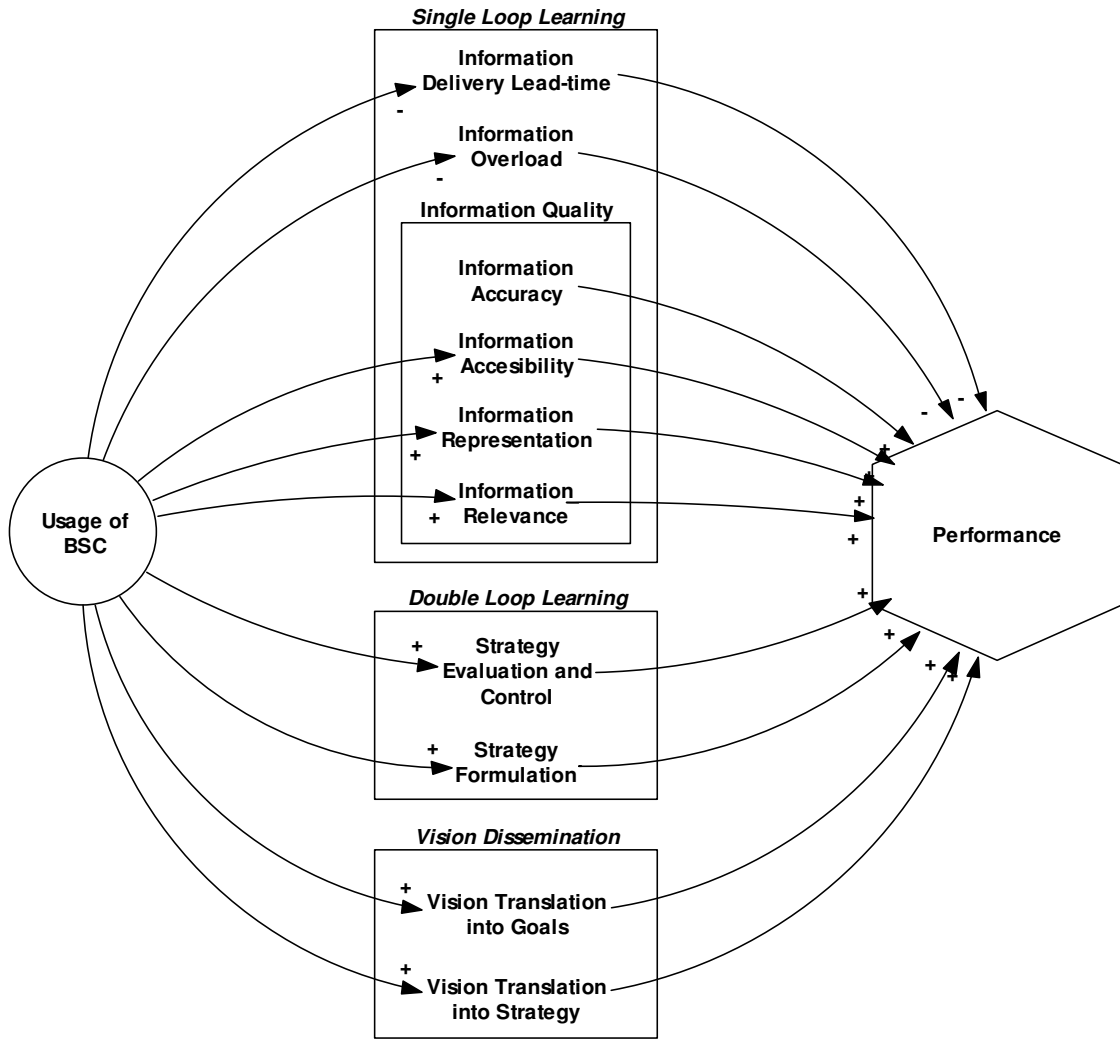 Single Loop Learning
Information
Delivery Lead-time
-
Information
Overload
-
Information Quality
Information
Accuracy
Information
Accesibility
+
Information
Representation
+
Information
Relevance
+
Usage of
BSC
-
-
+
+
+
+
Performance
Double Loop Learning
+
Strategy
Evaluation and
Control
+
Strategy
Formulation
+
+
Vision Dissemination
+
Vision Translation
into Goals
+
Vision Translation
into Strategy
+
+